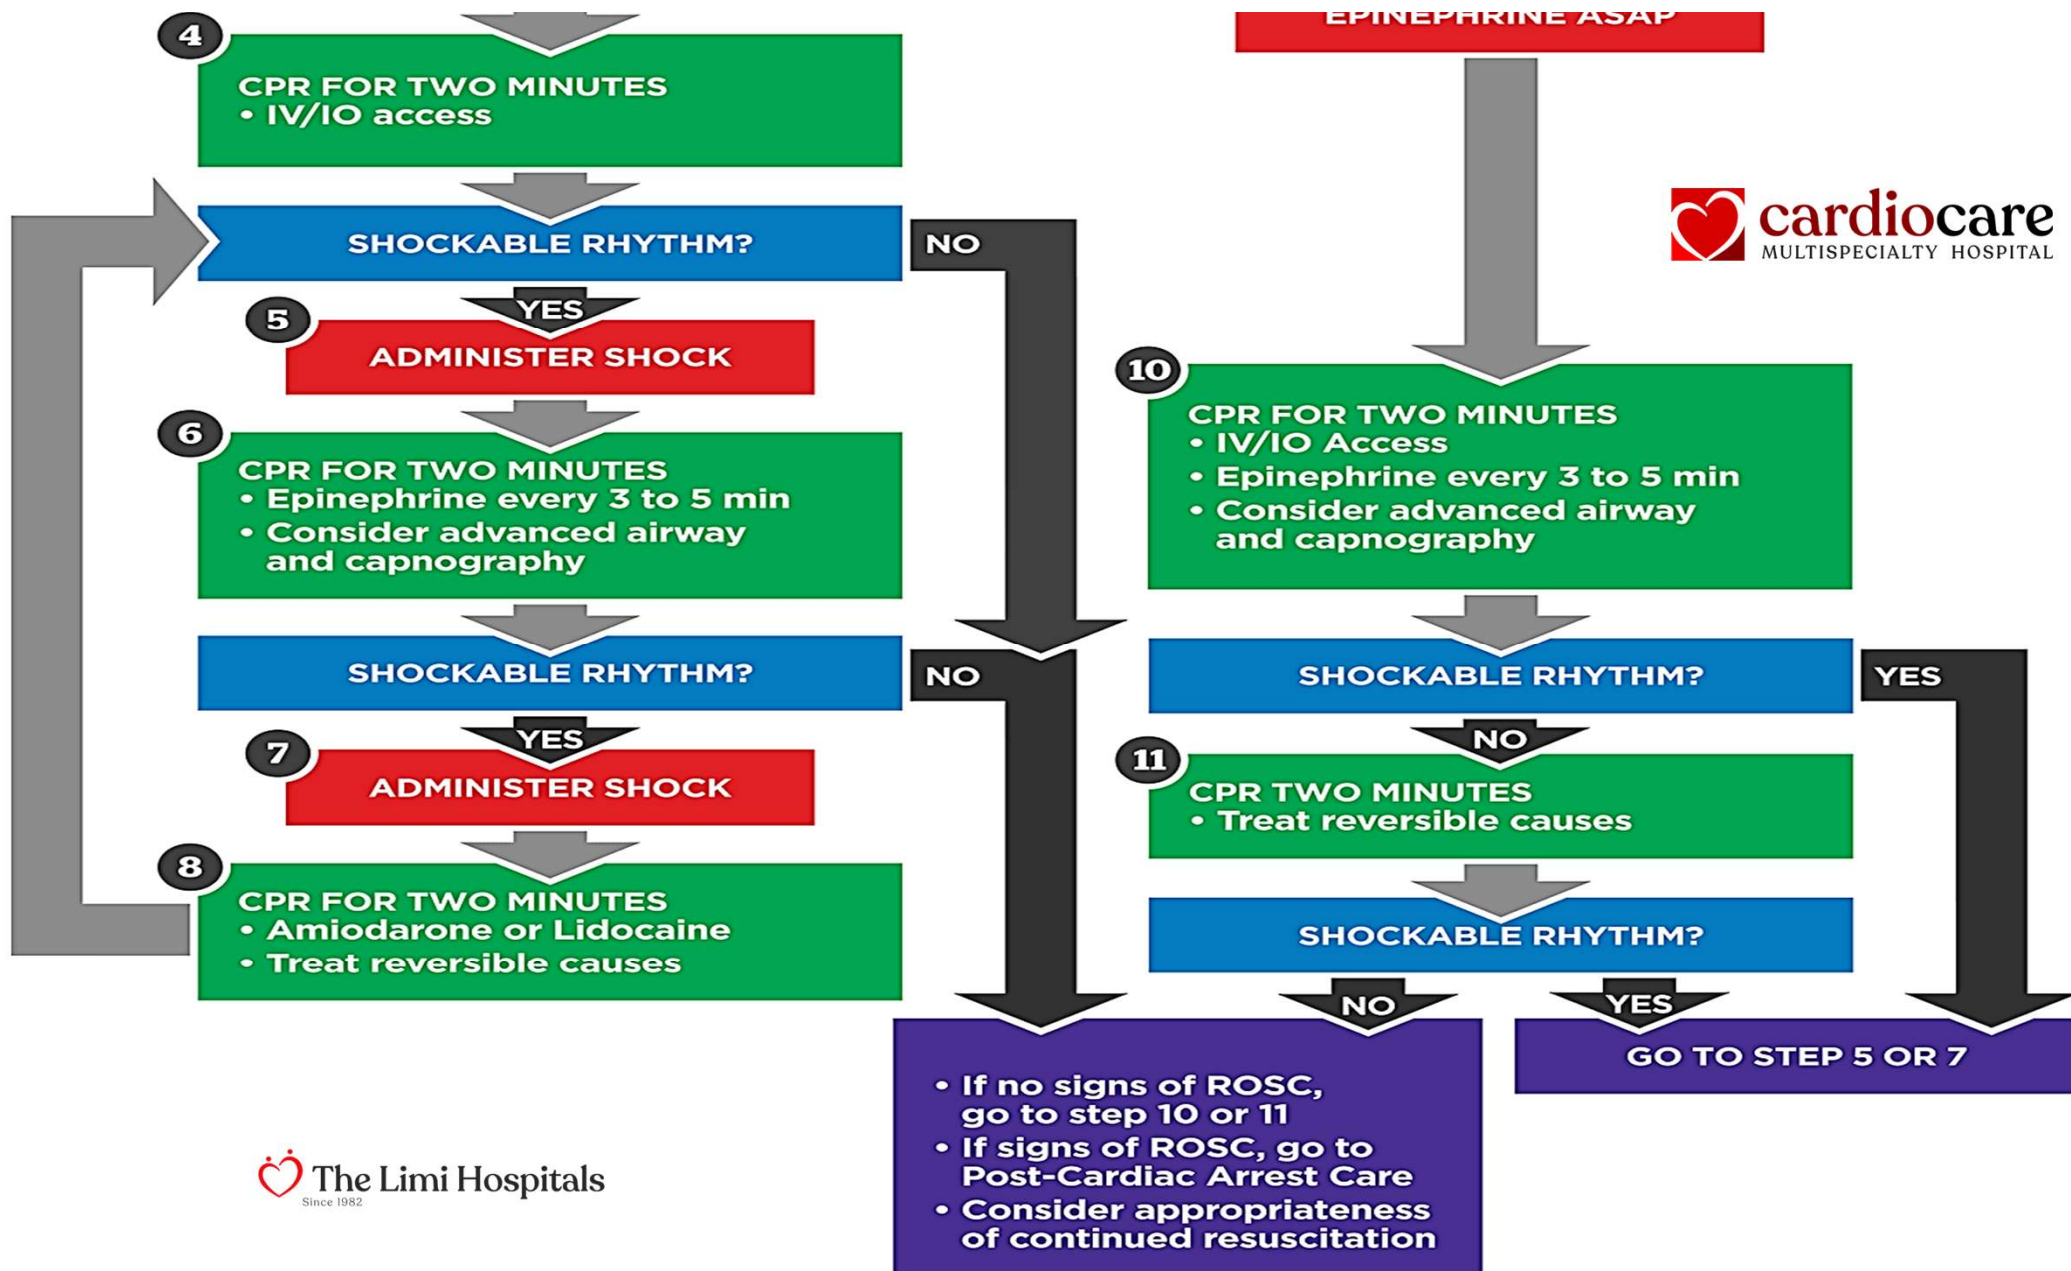 4
CPR FOR TWO MINUTES
• IV/IO access
SHOCKABLE RHYTHM?
NO
YES
5
ADMINISTER SHOCK
6
CPR FOR TWO MINUTES
• Epinephrine every 3 to 5 min
• Consider advanced airway
and capnography
SHOCKABLE RHYTHM?
NO
YES
7
ADMINISTER SHOCK
8
CPR FOR TWO MINUTES
• Amiodarone or Lidocaine
• Treat reversible causes
EPINEPHRINE ASAP
cardiocare
MULTISPECIALTY HOSPITAL
10
CPR FOR TWO MINUTES
• IV/IO Access
• Epinephrine every 3 to 5 min
• Consider advanced airway
and capnography
SHOCKABLE RHYTHM?
YES
NO
11
CPR TWO MINUTES
• Treat reversible causes
SHOCKABLE RHYTHM?
NO
YES
• If no signs of ROSC,
go to step 10 or 11
• If signs of ROSC, go to
Post-Cardiac Arrest Care
• Consider appropriateness
of continued resuscitation
GO TO STEP 5 OR 7
The Limi Hospitals
Since 1982